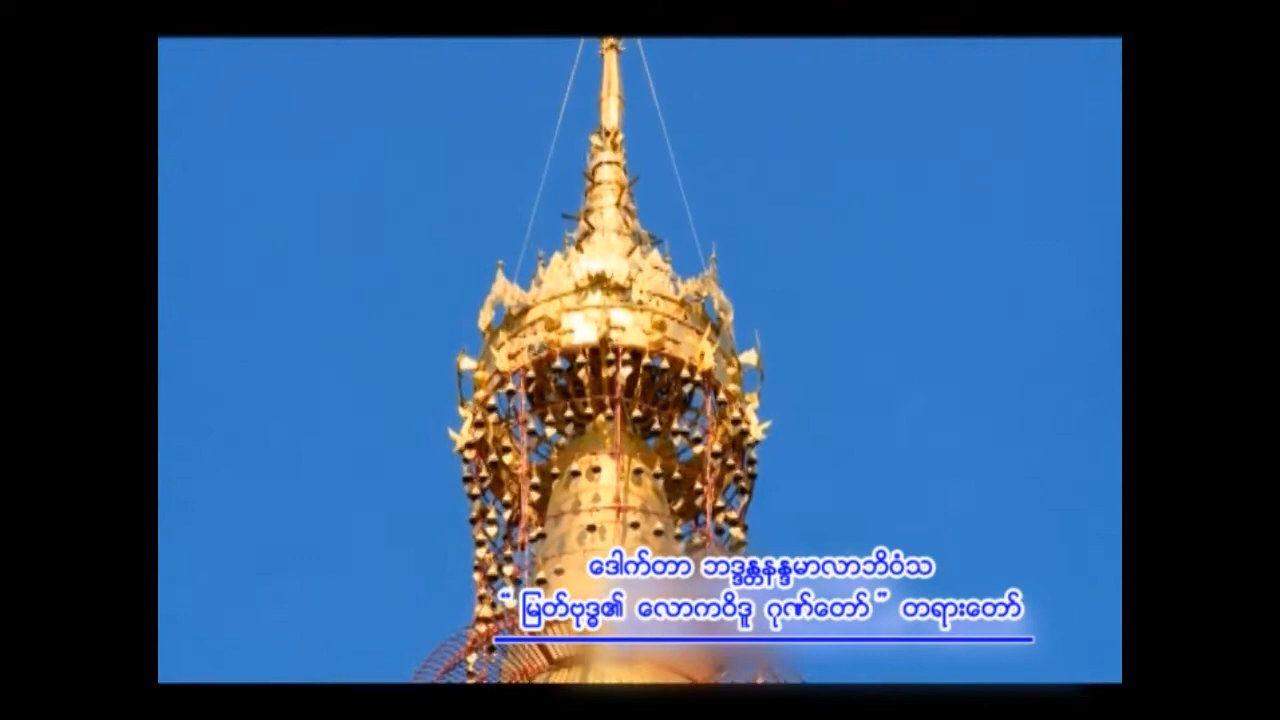 ဒေါက်တာ ဘဒ္ဒန္တနန္ဒမာလာဘိဝံသ
“ မြတ်ဗုဒ္ဓ၏ လောကဝိဒူ ဂုဏ်တော် ” တရားတော်